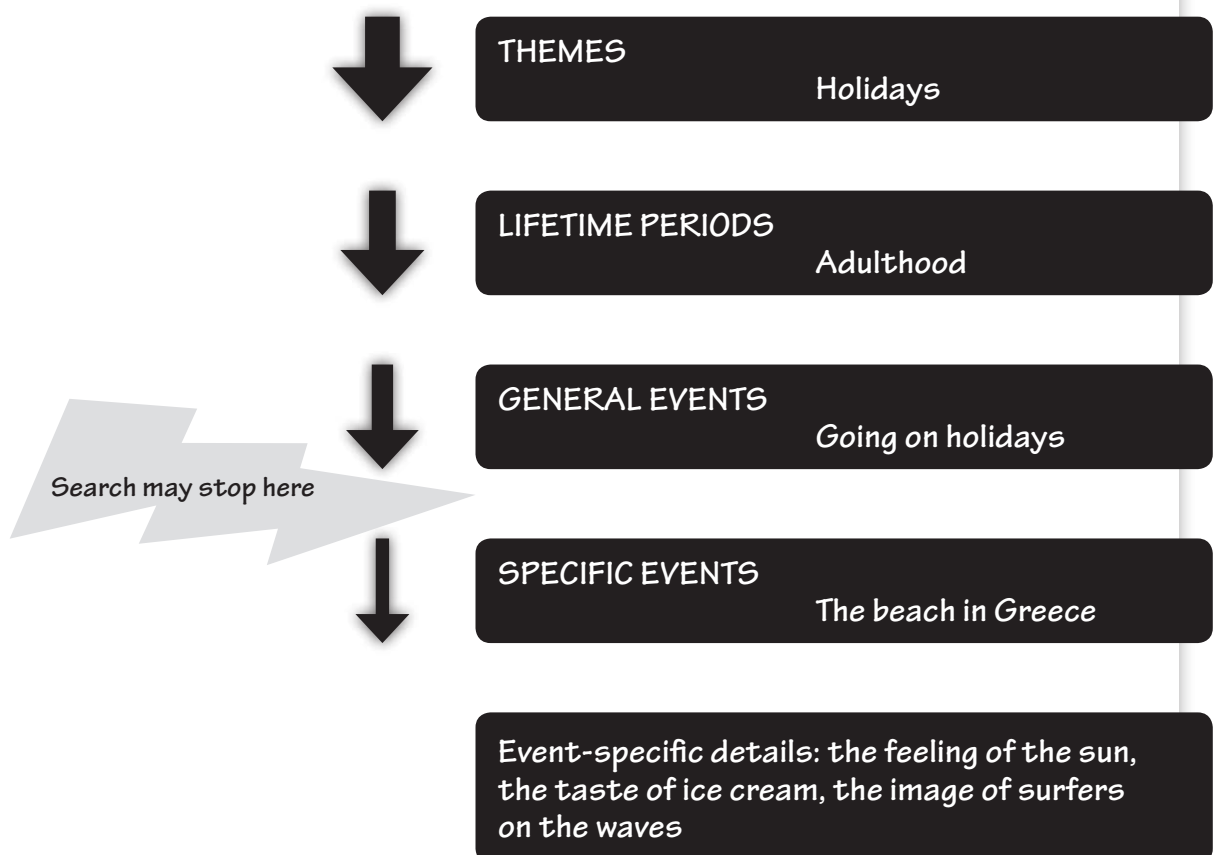 THEMES
Holidays
LIFETIME PERIODS
Adulthood
GENERAL EVENTS
Going on holidays
Search may stop here
SPECIFIC EVENTS
The beach in Greece
Event-specific details: the feeling of the sun,
the taste of ice cream, the image of surfers
on the waves